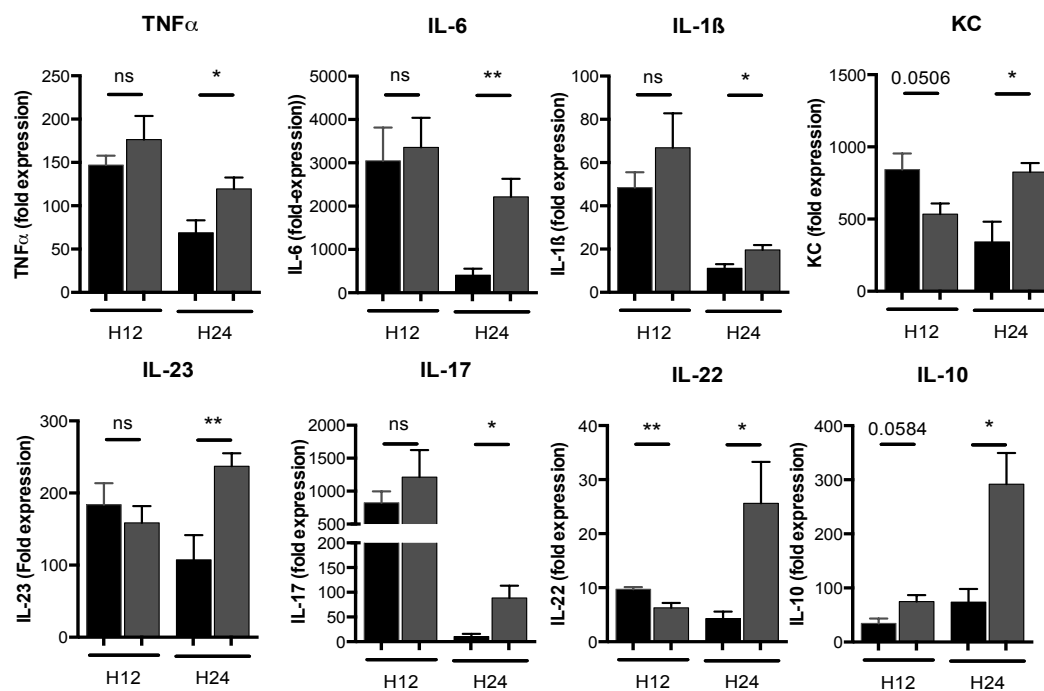 TNFα
TNFα (fold expression)
250
200
150
100
50
0
ns
*
H12
H24
IL-6
IL-6 (fold-expression))
5000
4000
3000
2000
1000
0
ns
**
H12
H24
IL-1ß
IL-1ß (fold expression)
100
80
60
40
20
0
ns
*
H12
H24
KC
KC (fold expression)
1500
1000
500
0
0.0506
*
H12
H24
IL-23
IL-23 (Fold expression)
300
200
100
0
ns
**
H12
H24
IL-17
IL-17 (fold expression)
2000
1500
1000
500
200
150
100
50
0
ns
*
H12
H24
IL-22
IL-22 (fold expression)
40
30
20
10
0
**
*
H12
H24
IL-10
IL-10 (fold expression)
400
300
200
100
0
0.0584
*
H12
H24